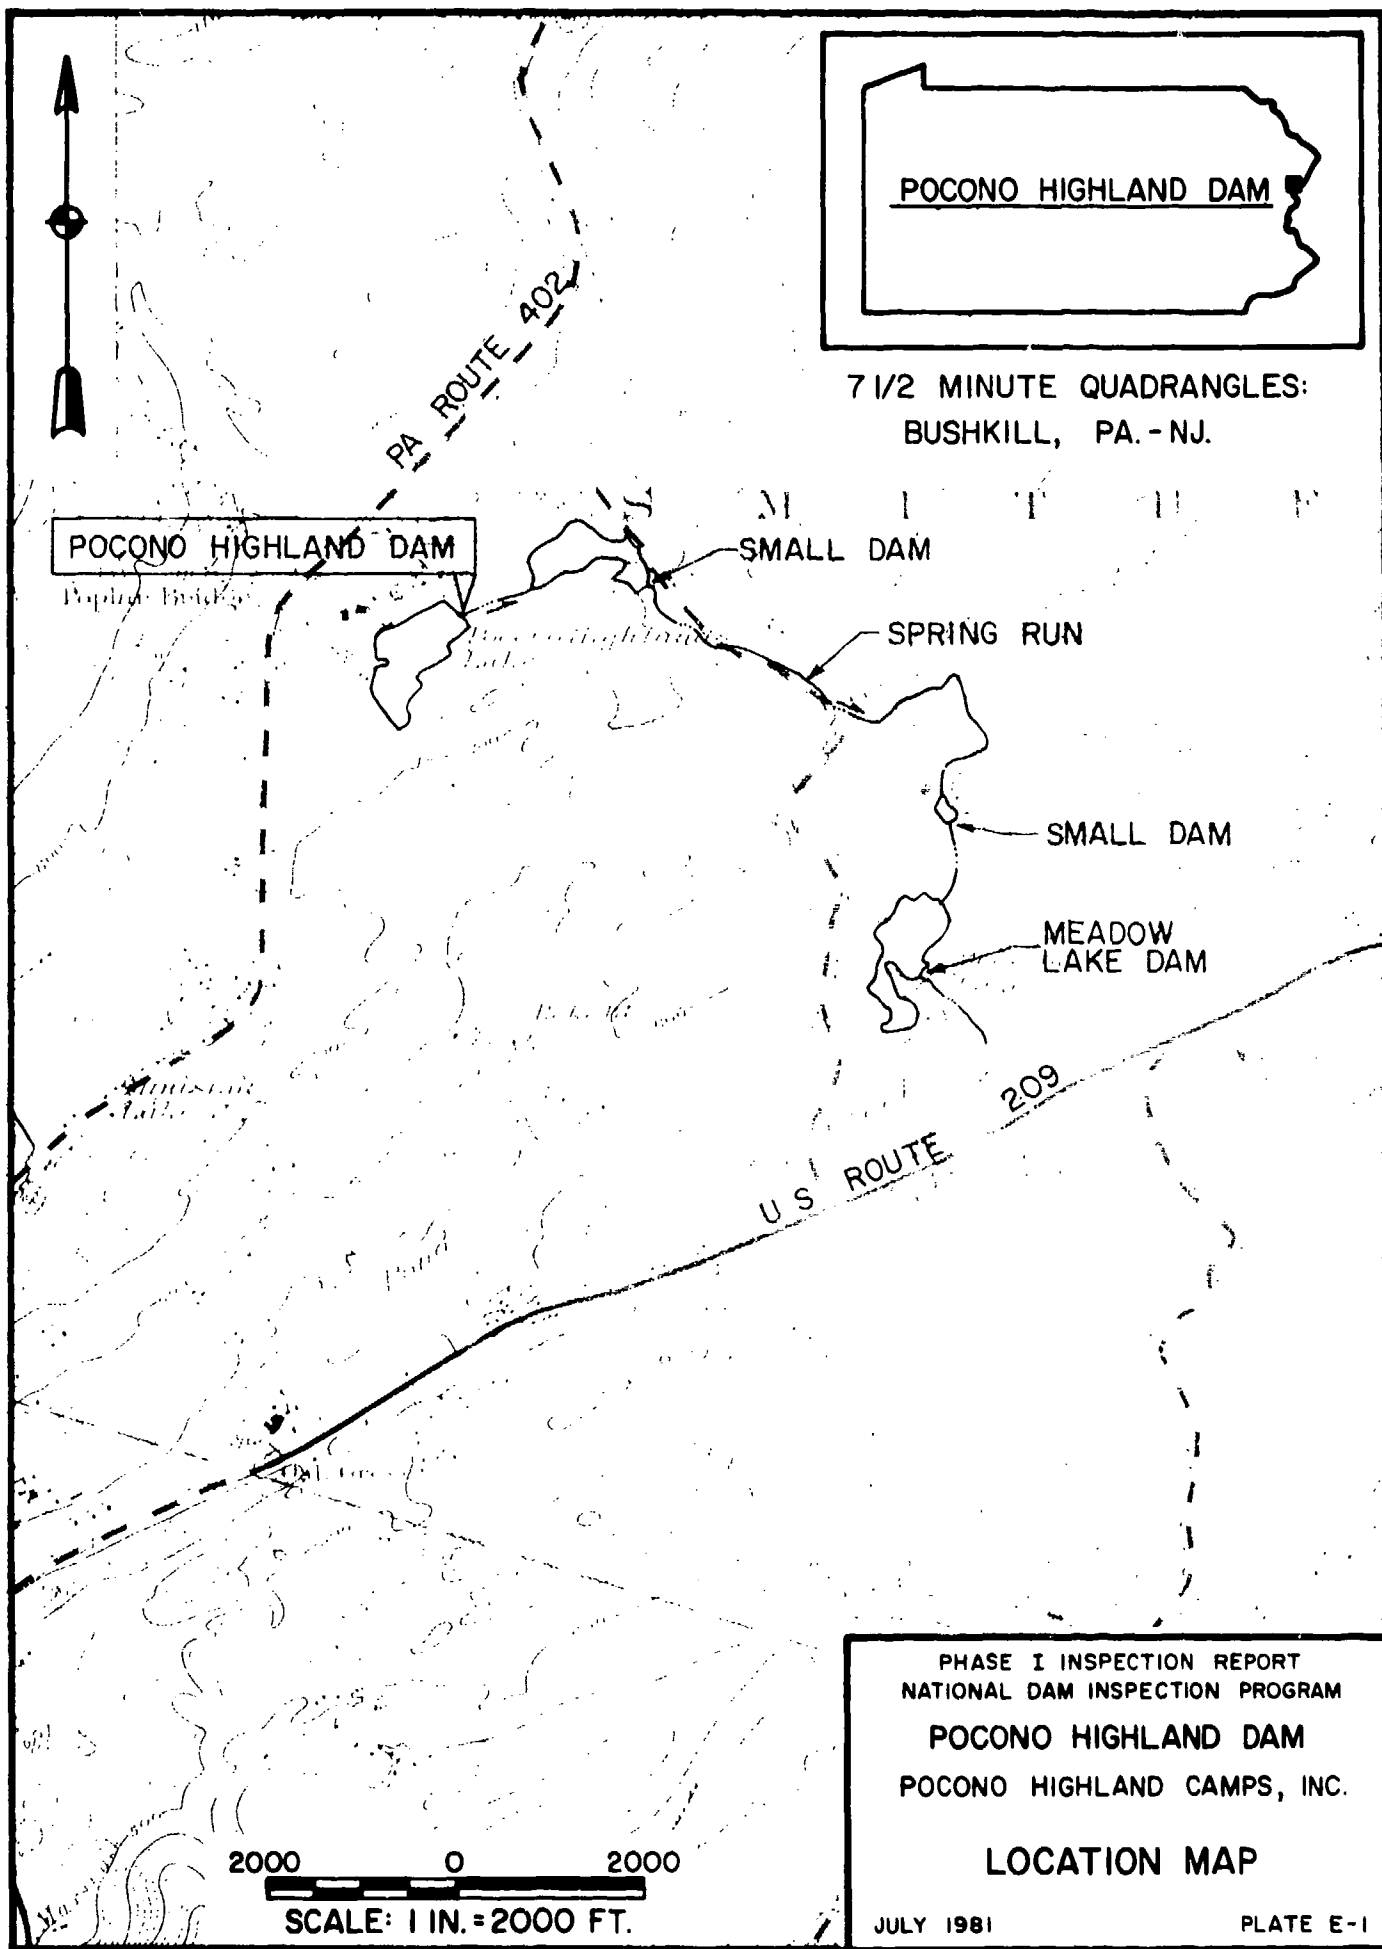 POCONO HIGHLAND DAM
7 1/2 MINUTE QUADRANGLES:
BUSHKILL, PA.-NJ.
PA ROUTE 402
S M I T H F
POCONO HIGHLAND DAM
SMALL DAM
SPRING RUN
SMALL DAM
MEADOW
LAKE DAM
U S ROUTE 209
PHASE I INSPECTION REPORT
NATIONAL DAM INSPECTION PROGRAM
POCONO HIGHLAND DAM
POCONO HIGHLAND CAMPS, INC.
LOCATION MAP
JULY 1981 PLATE E-1
2000 0 2000
SCALE: 1 IN. = 2000 FT.